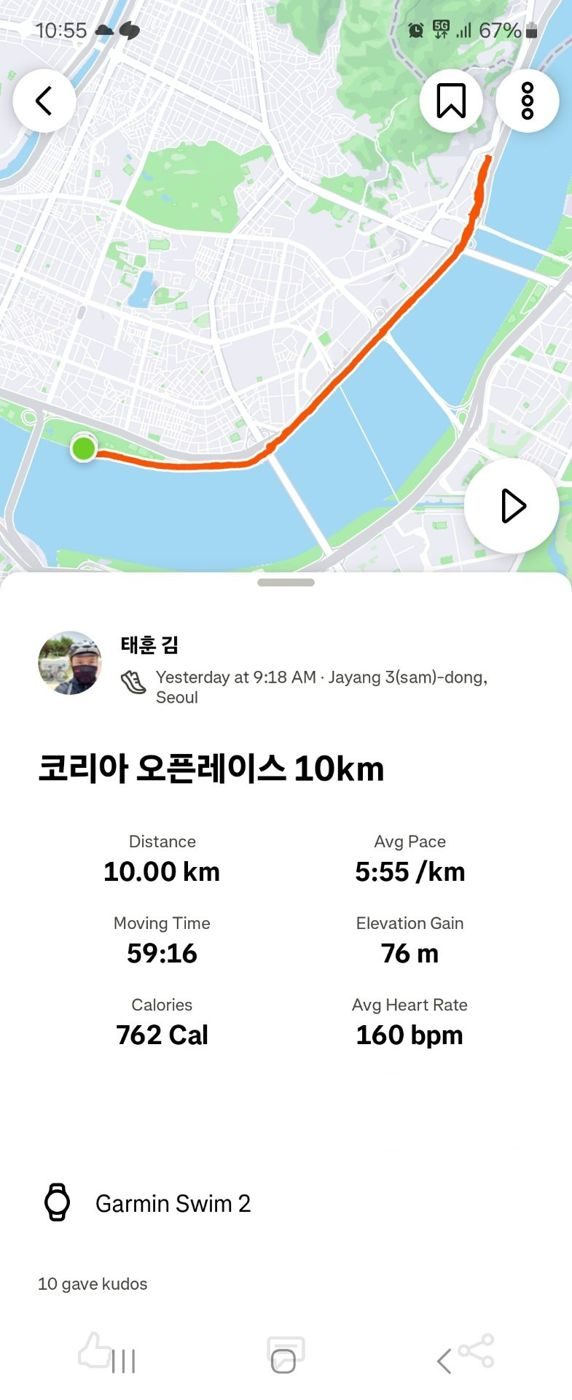 10:55
5G
67%
태훈 김
Yesterday at 9:18 AM · Jayang 3(sam)-dong,
Seoul
코리아 오픈레이스 10km
Distance
Avg Pace
10.00 km
5:55 /km
Moving Time
Elevation Gain
59:16
76 m
Calories
Avg Heart Rate
762 Cal
160 bpm
Garmin Swim 2
10 gave kudos